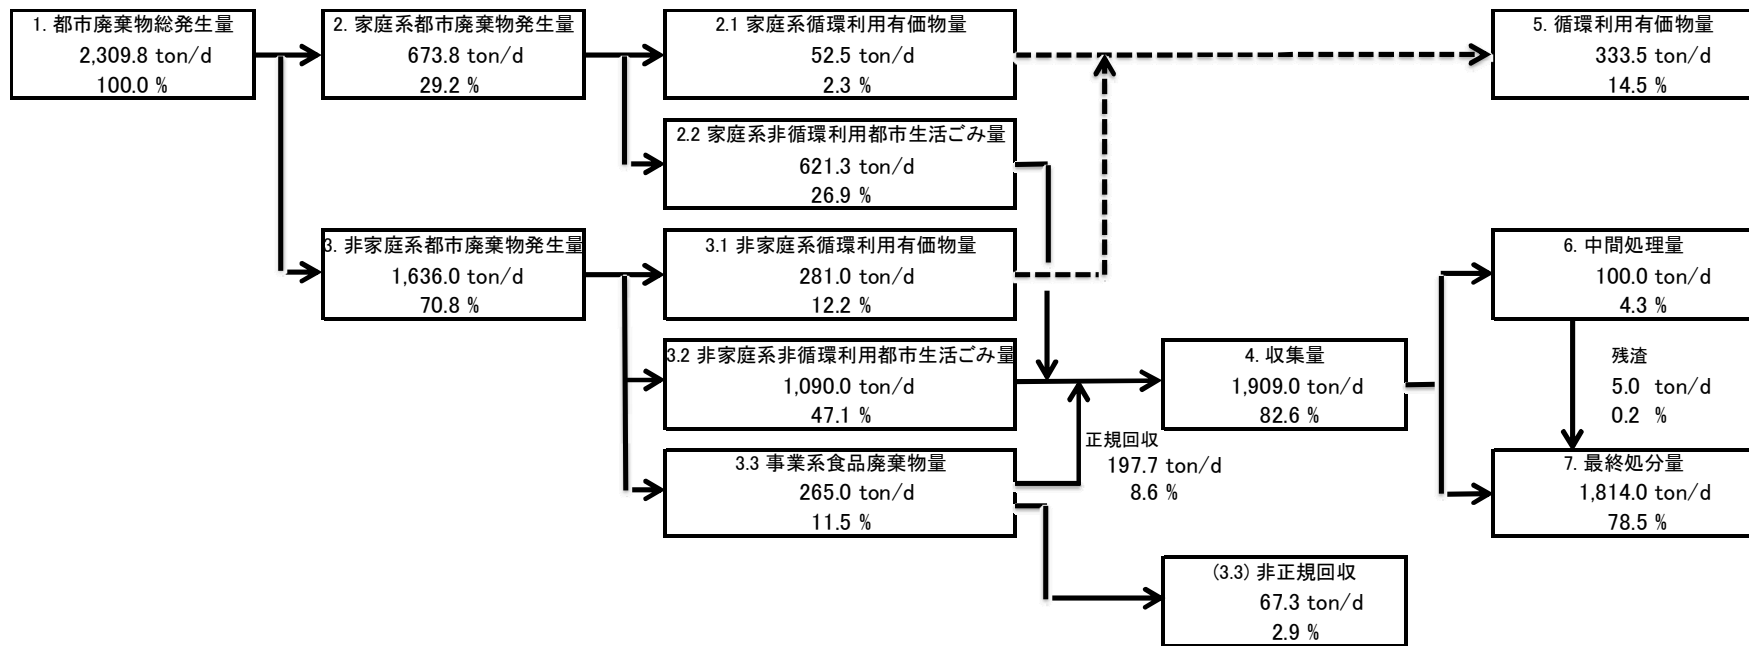 1. 都市廃棄物総発生量
2,309.8 ton/d
100.0 %
2. 家庭系都市廃棄物発生量
673.8 ton/d
29.2 %
2.1 家庭系循環利用有価物量
52.5 ton/d
2.3 %
5. 循環利用有価物量
333.5 ton/d
14.5 %
2.2 家庭系非循環利用都市生活ごみ量
621.3 ton/d
26.9 %
3. 非家庭系都市廃棄物発生量
1,636.0 ton/d
70.8 %
3.1 非家庭系循環利用有価物量
281.0 ton/d
12.2 %
6. 中間処理量
100.0 ton/d
4.3 %
3.2 非家庭系非循環利用都市生活ごみ量
1,090.0 ton/d
47.1 %
4. 収集量
1,909.0 ton/d
82.6 %
残渣
5.0 ton/d
0.2 %
正規回収
197.7 ton/d
8.6 %
3.3 事業系食品廃棄物量
265.0 ton/d
11.5 %
7. 最終処分量
1,814.0 ton/d
78.5 %
(3.3) 非正規回収
67.3 ton/d
2.9 %